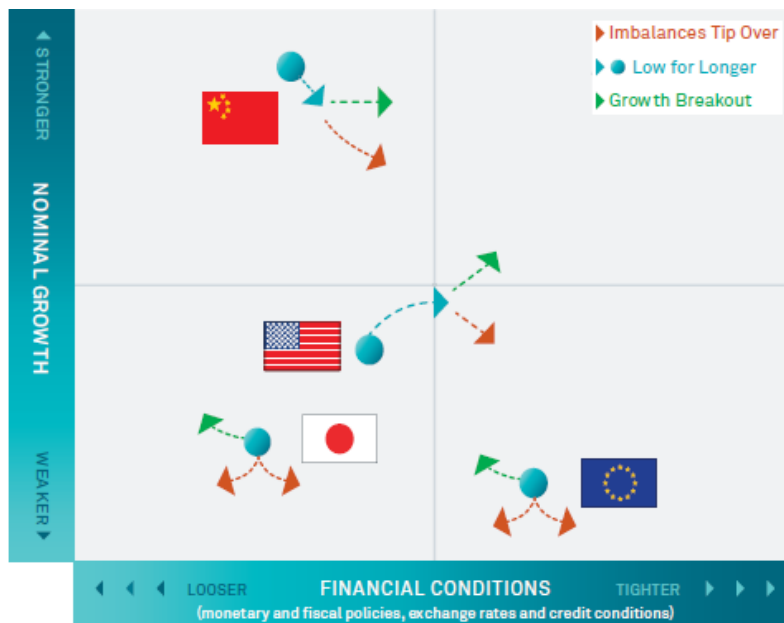 Imbalances Tip Over
Low for Longer
Growth Breakout
STRONGER
NOMINAL GROWTH
WEAKER
LOOSER FINANCIAL CONDITIONS TIGHTER
(monetary and fiscal policies, exchange rates and credit conditions)